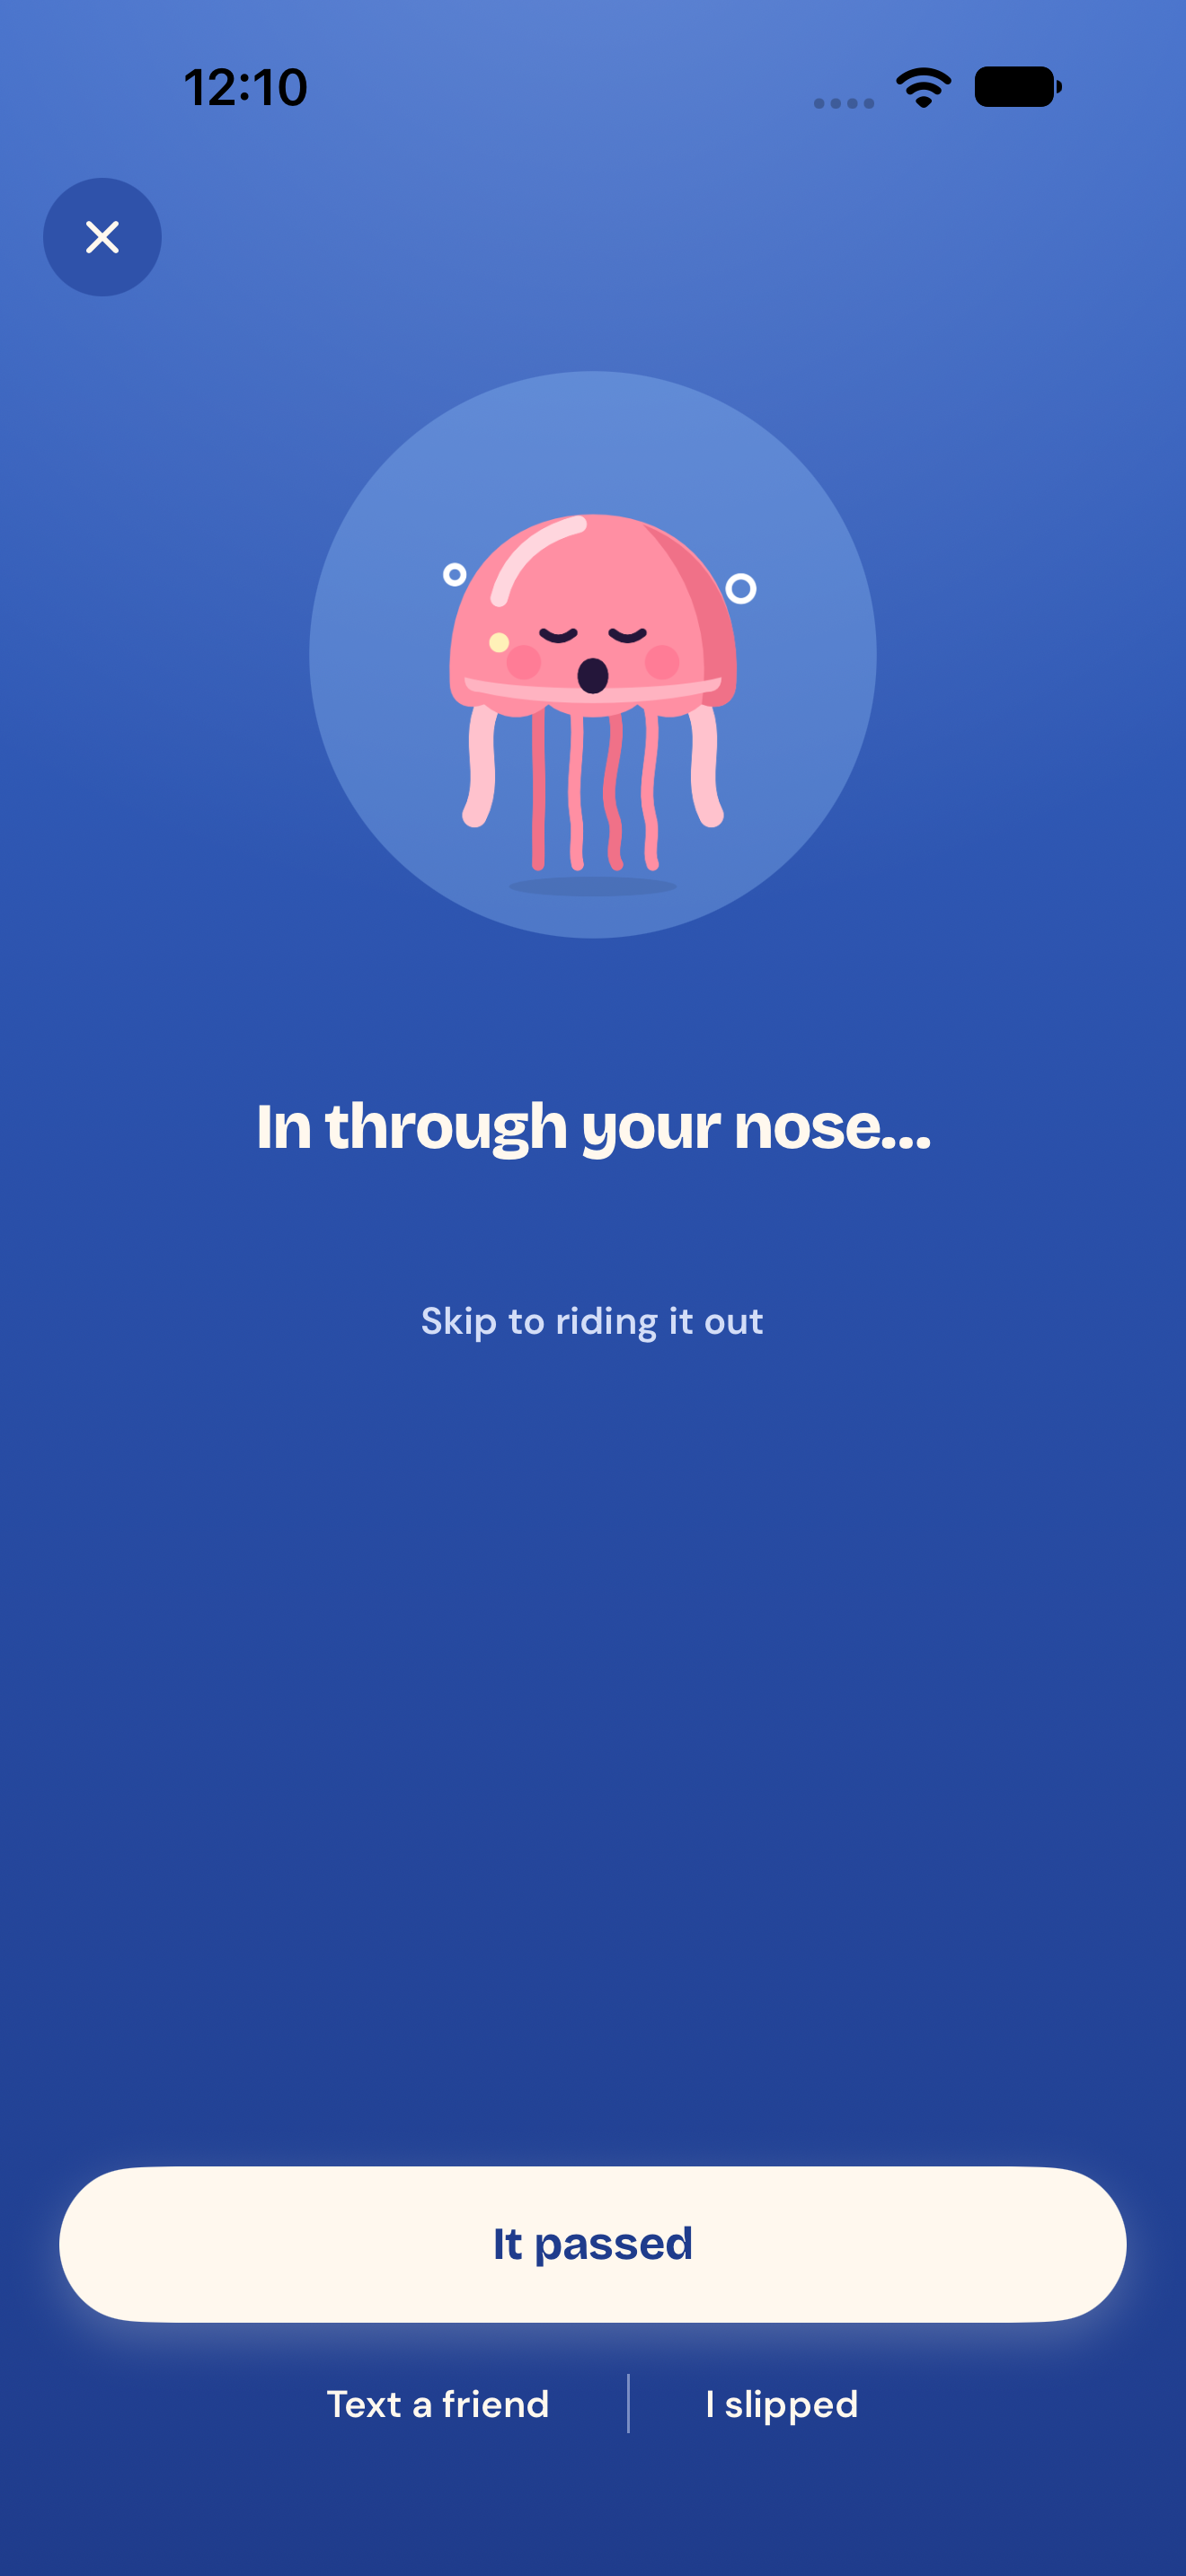 12:10
In through your nose...
Skip to riding it out
It passed
Text a friend
I slipped